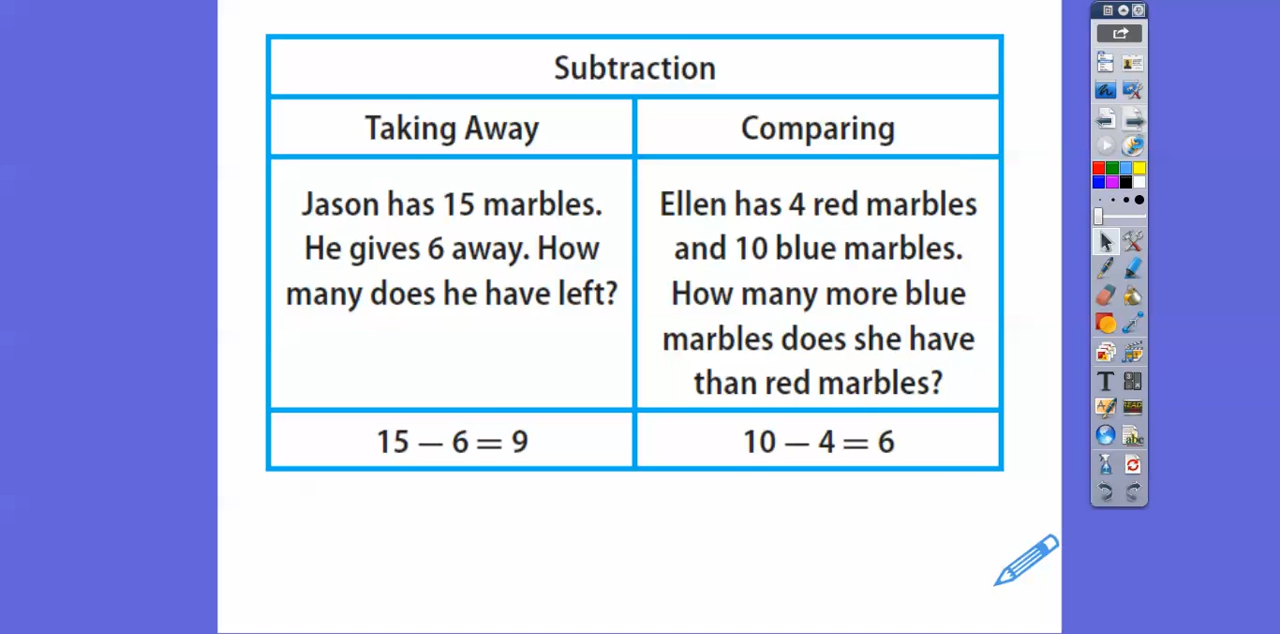 Subtraction
Taking Away
Comparing
Jason has 15 marbles.
He gives 6 away. How
many does he have left?
Ellen has 4 red marbles
and 10 blue marbles.
How many more blue
marbles does she have
than red marbles?
15 – 6 = 9
10 – 4 = 6